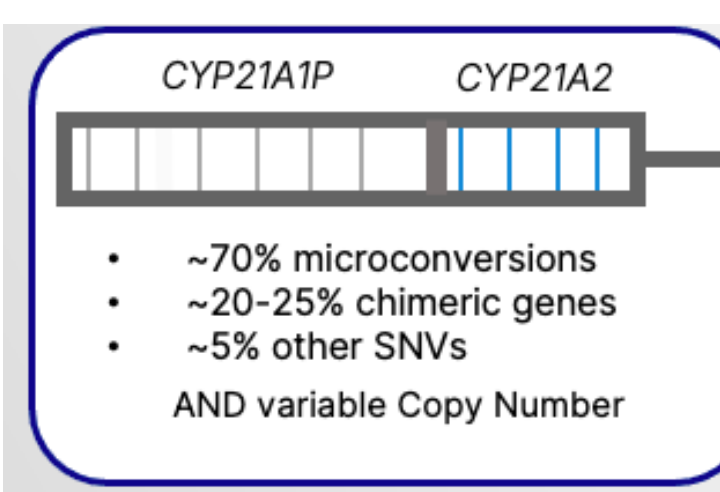 CYP21A1P CYP21A2
• ~70% microconversions
• ~20-25% chimeric genes
• ~5% other SNVs
AND variable Copy Number